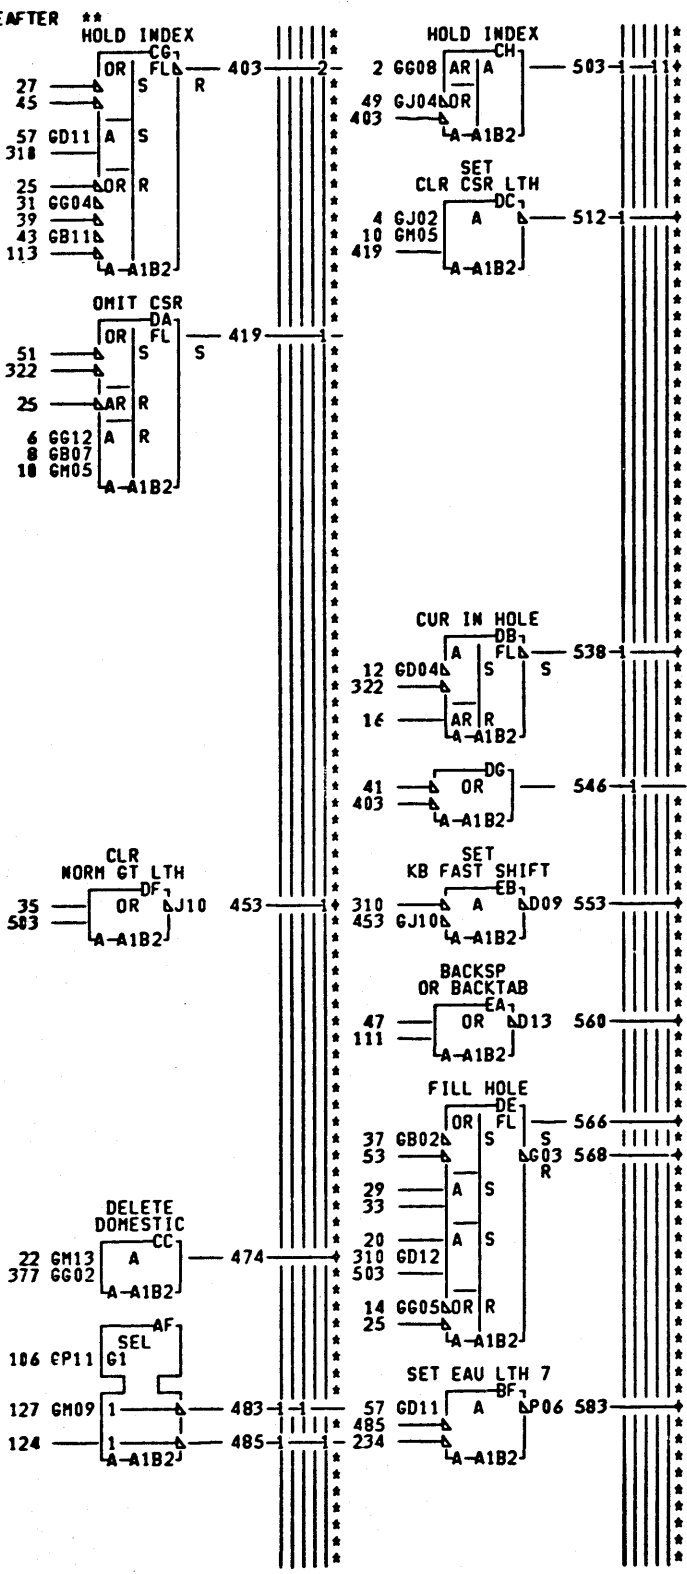 EAFTER **
HOLD INDEX
CG
OR FL 403 2
27 S R
45
57 GD11 A S
318
25 OR R
31 GG04
39
43 GB11
113
A-A1B2
OMIT CSR
DA
OR FL 419 1
51 S S
322
25 AR R
6 GG12 A R
8 GB07
10 GM05
A-A1B2
CLR
NORM GT LTH
DF
35 OR J10 453 1
503
A-A1B2
DELETE
DOMESTIC
CC
22 GM13 A 474
377 GG02
A-A1B2
AF
SEL
106 GP11 G1
127 GM09 1 483 1 1
124 1 485 1 1
A-A1B2
HOLD INDEX
CH
2 GG08 AR A 503 1 11
49 GJ04 OR
403
A-A1B2
SET
CLR CSR LTH
DC
4 GJ02 A 512 1
10 GM05
419
A-A1B2
CUR IN HOLE
DB
A FL 538 1
12 GD04 S S
322
16 AR R
A-A1B2
DG
41 OR 546 1
403
A-A1B2
SET
KB FAST SHIFT
EB
310 A D09 553
453 GJ10
A-A1B2
BACKSP
OR BACKTAB
EA
47 OR D13 560
111
A-A1B2
FILL HOLE
DE
OR FL 566
37 GB02 S S
53 G03 568
R
29 A S
33
20 A S
310 GD12
503
14 GG05 OR R
25
A-A1B2
SET EAU LTH 7
BF
57 GD11 A P06 583
485
234
A-A1B2